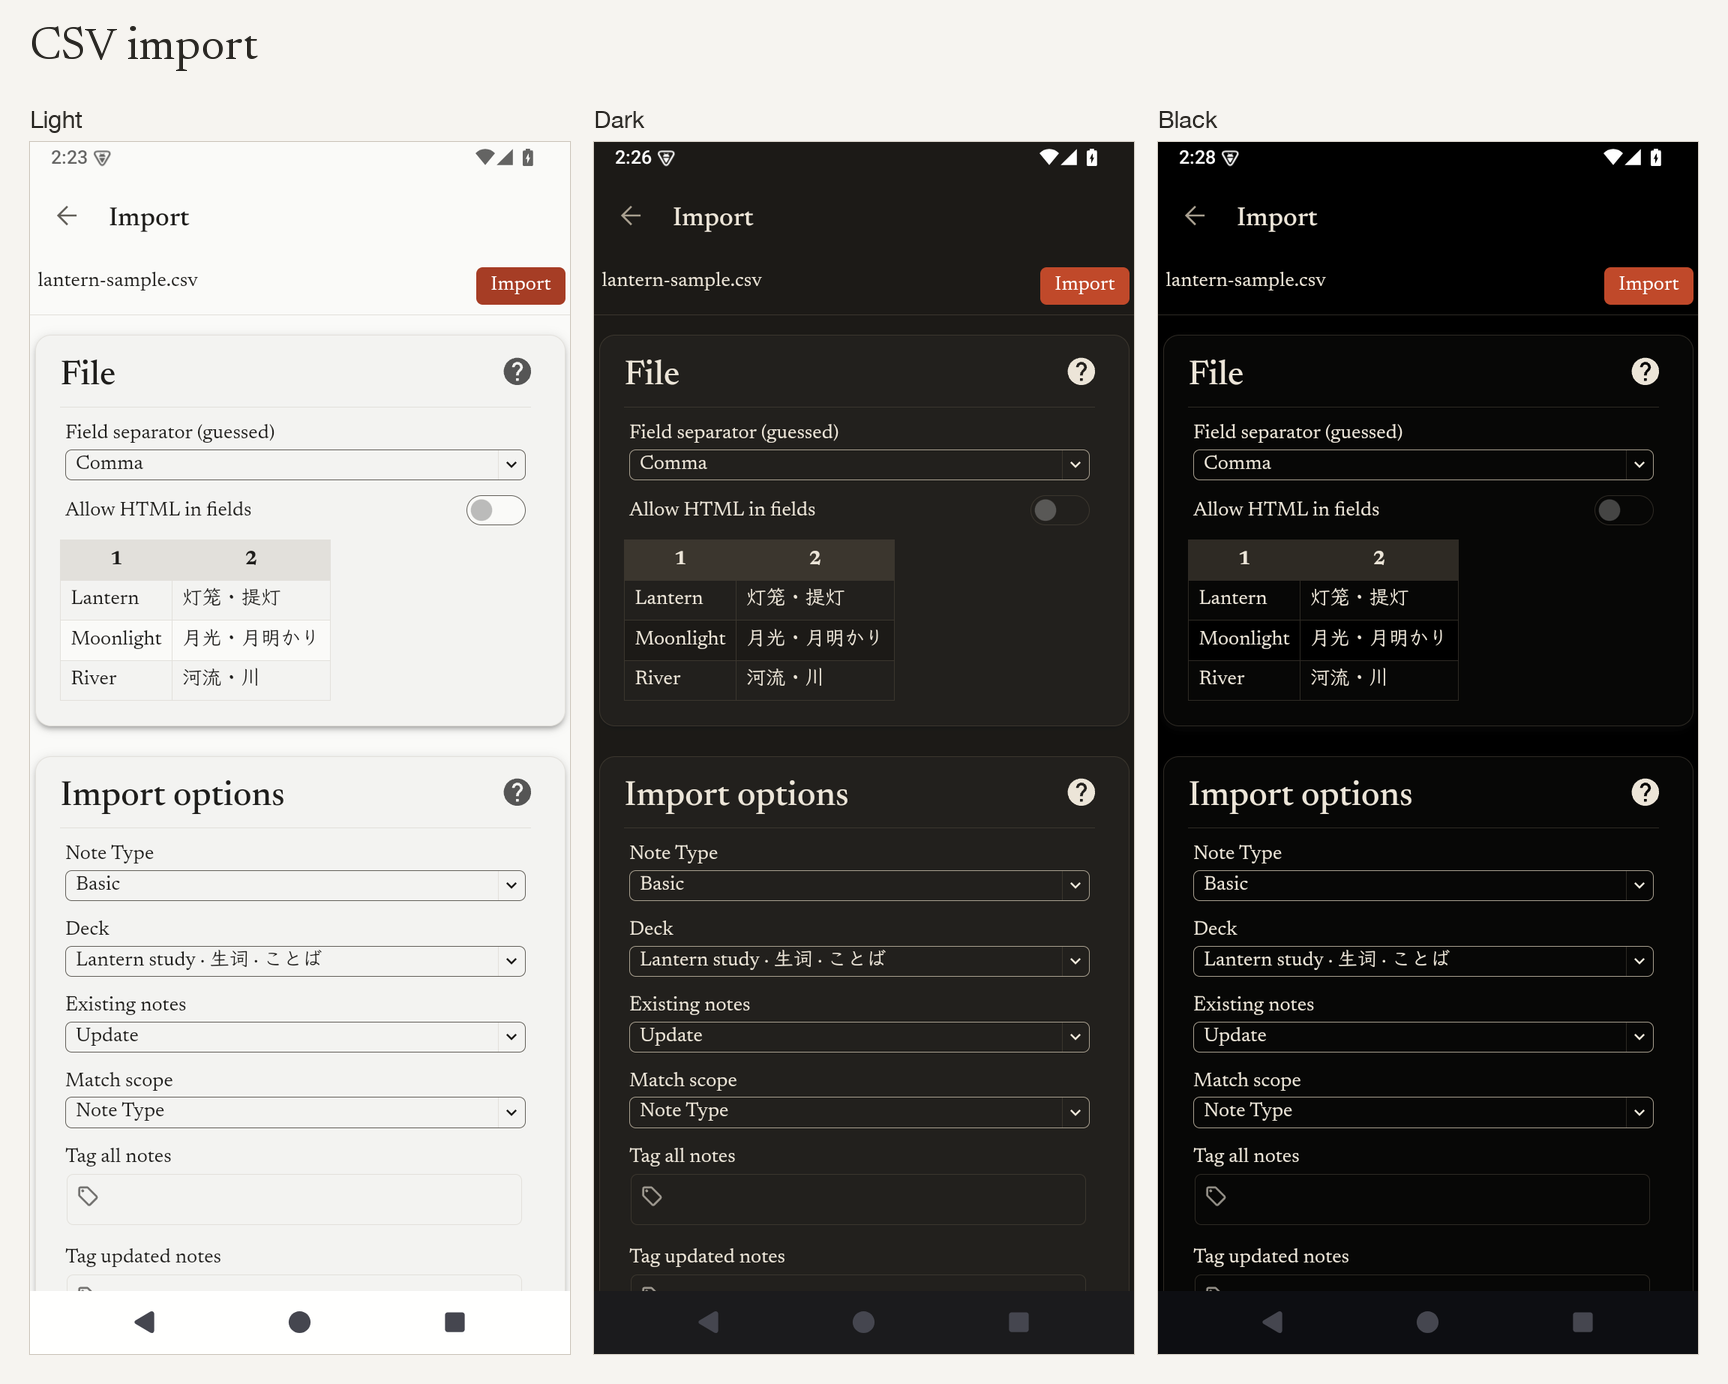 CSV import
Light
2:23
Import
lantern-sample.csv
Import
File
Field separator (guessed)
Comma
Allow HTML in fields
1 2
Lantern 灯笼・提灯
Moonlight 月光・月明かり
River 河流・川
Import options
Note Type
Basic
Deck
Lantern study · 生词 · ことば
Existing notes
Update
Match scope
Note Type
Tag all notes
Tag updated notes
Dark
2:26
Import
lantern-sample.csv
Import
File
Field separator (guessed)
Comma
Allow HTML in fields
1 2
Lantern 灯笼・提灯
Moonlight 月光・月明かり
River 河流・川
Import options
Note Type
Basic
Deck
Lantern study · 生词 · ことば
Existing notes
Update
Match scope
Note Type
Tag all notes
Tag updated notes
Black
2:28
Import
lantern-sample.csv
Import
File
Field separator (guessed)
Comma
Allow HTML in fields
1 2
Lantern 灯笼・提灯
Moonlight 月光・月明かり
River 河流・川
Import options
Note Type
Basic
Deck
Lantern study · 生词 · ことば
Existing notes
Update
Match scope
Note Type
Tag all notes
Tag updated notes